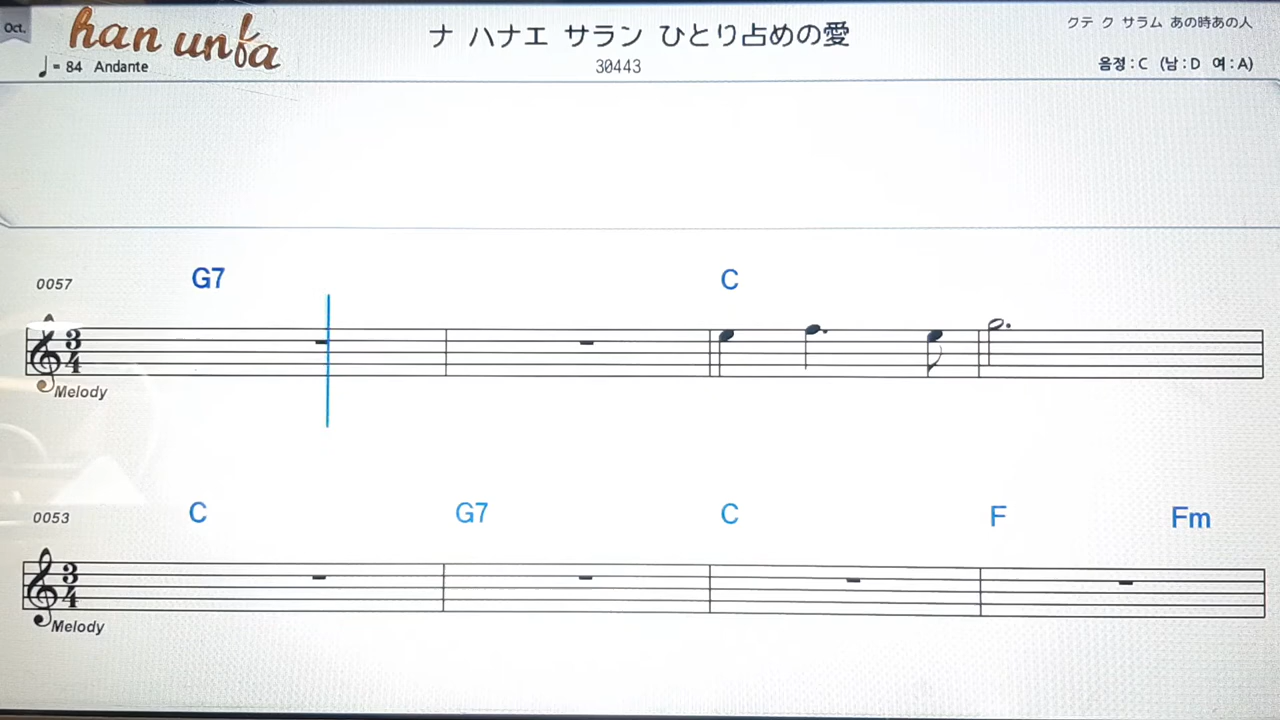 Oct.
han unha
♩= 84 Andante
ナ ハナエ サラン ひとり占めの愛
30443
クテ ク サラム あの時あの人
음정 : C (남 : D 여 : A)
0057
G7
C
3
4
Melody
0053
C
G7
C
F
Fm
3
4
Melody